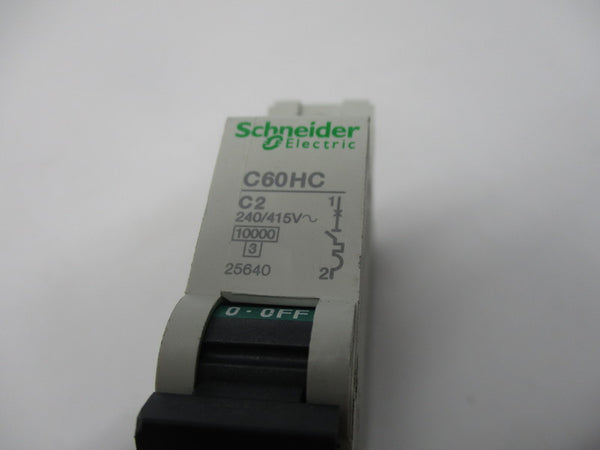 Schneider
Electric
C60HC
C2
1
240/415V~
10000
3
2
25640
0 - OFF